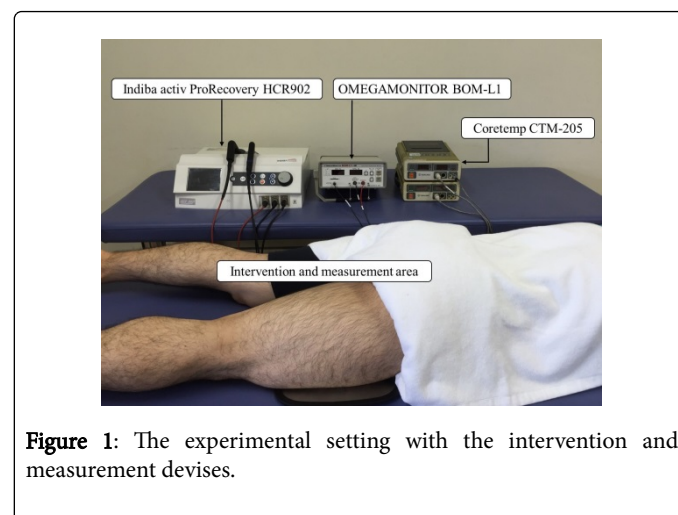 Indiba activ ProRecovery HCR902
OMEGAMONITOR BOM-L1
Coretemp CTM-205
Intervention and measurement area
Figure 1: The experimental setting with the intervention and
measurement devises.